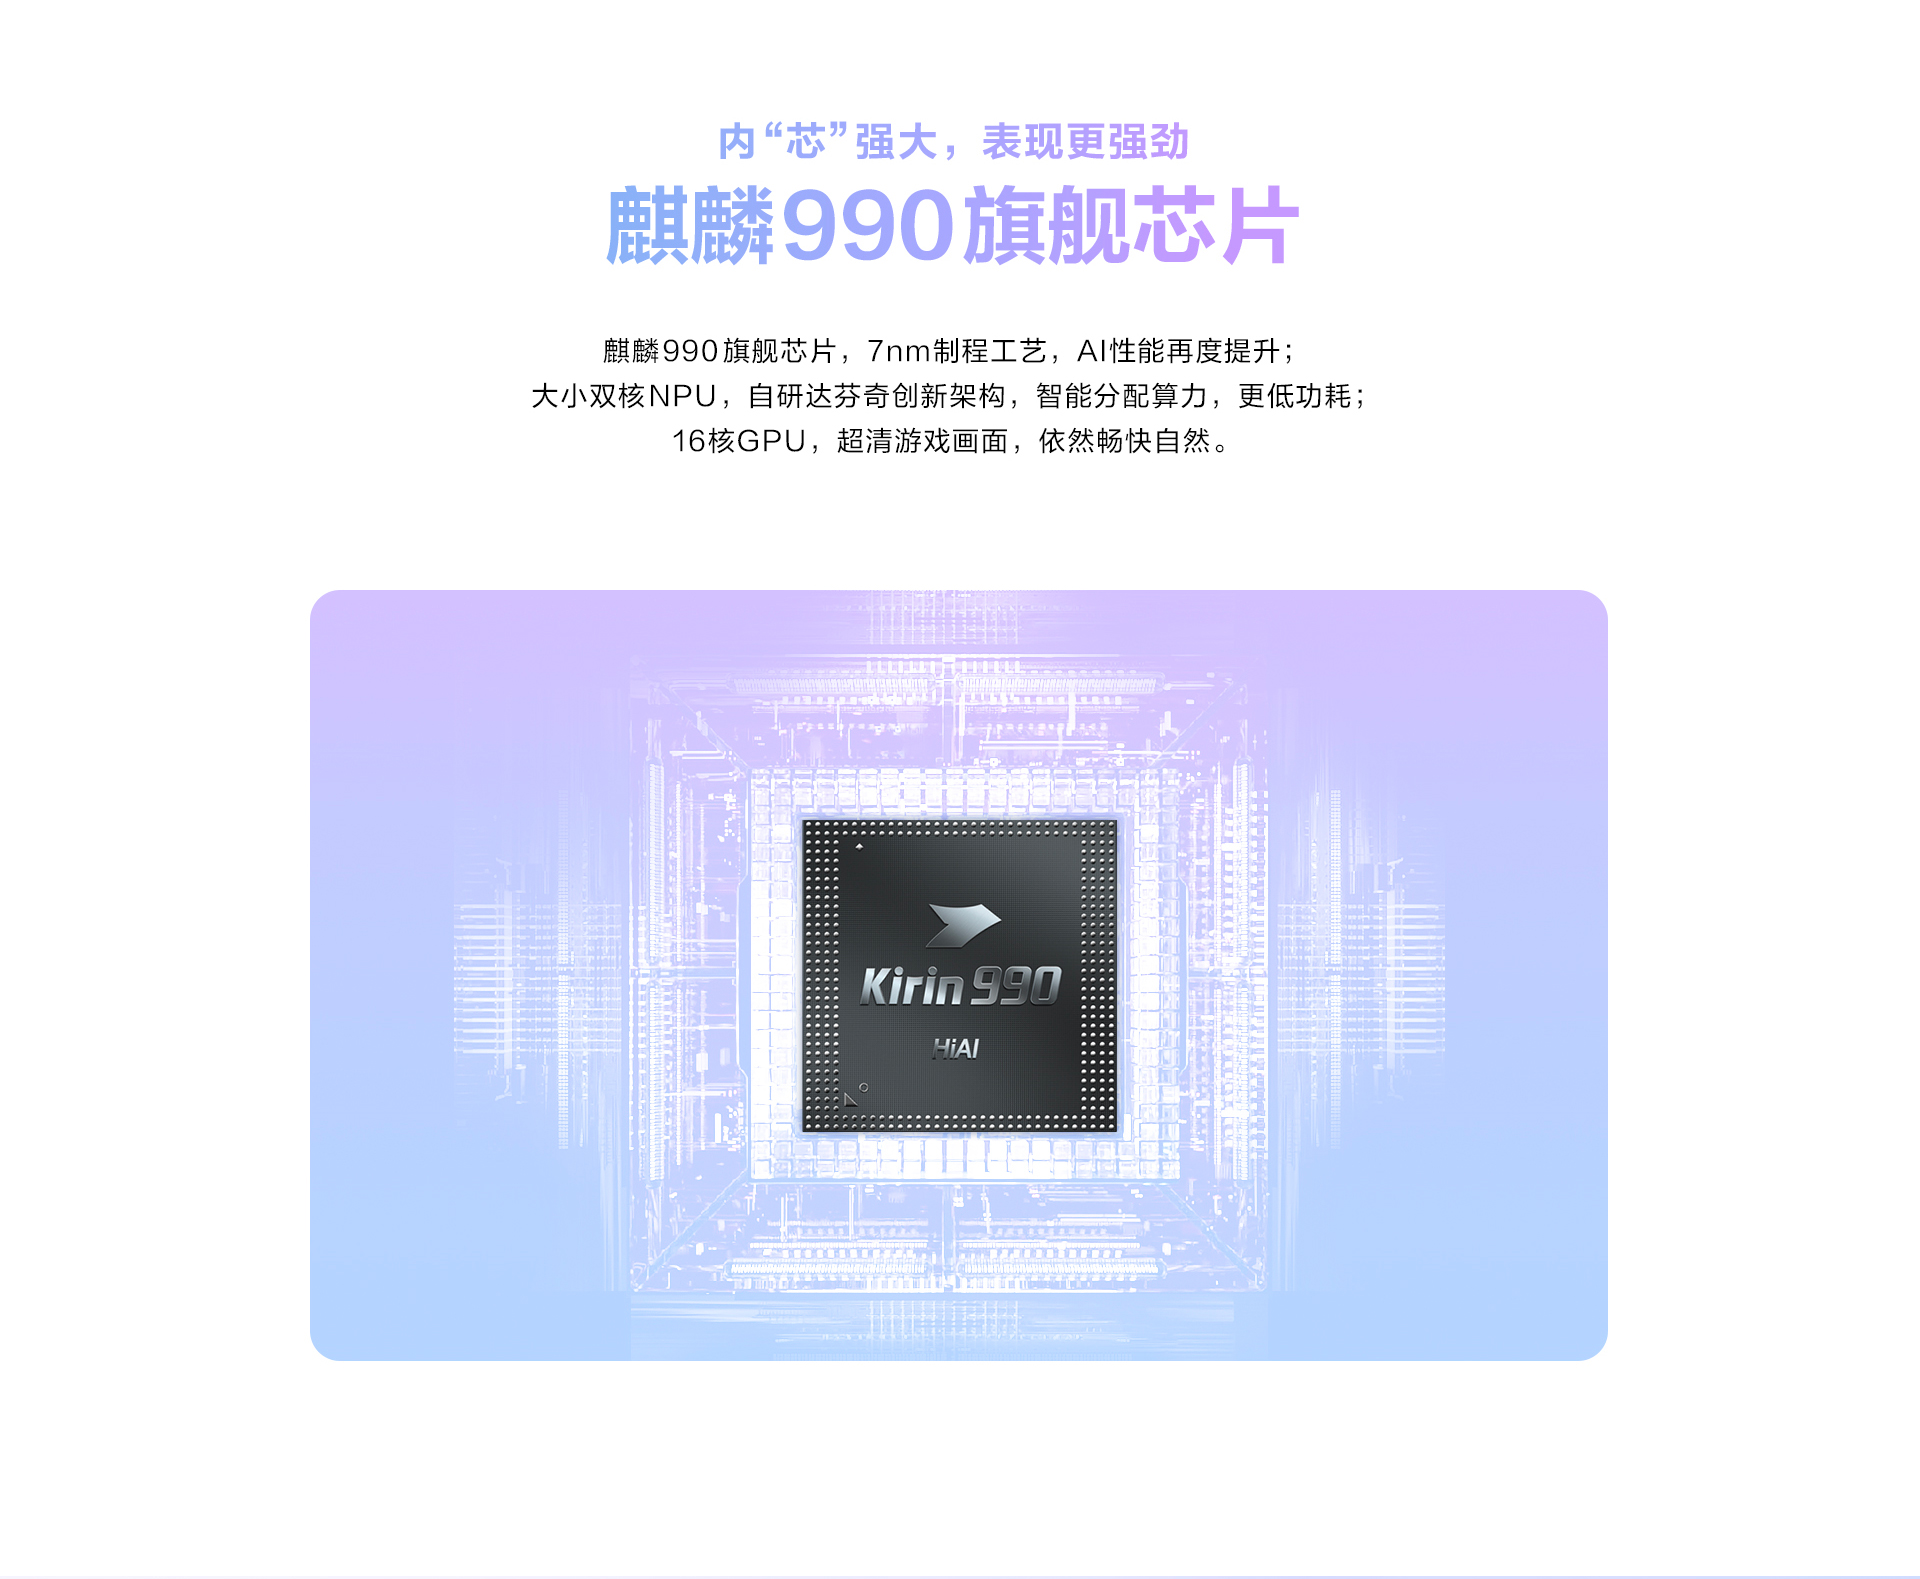 内“芯”强大，表现更强劲
麒麟990旗舰芯片
麒麟990旗舰芯片，7nm制程工艺，AI性能再度提升；
大小双核NPU，自研达芬奇创新架构，智能分配算力，更低功耗；
16核GPU，超清游戏画面，依然畅快自然。
Kirin 990
HiAI